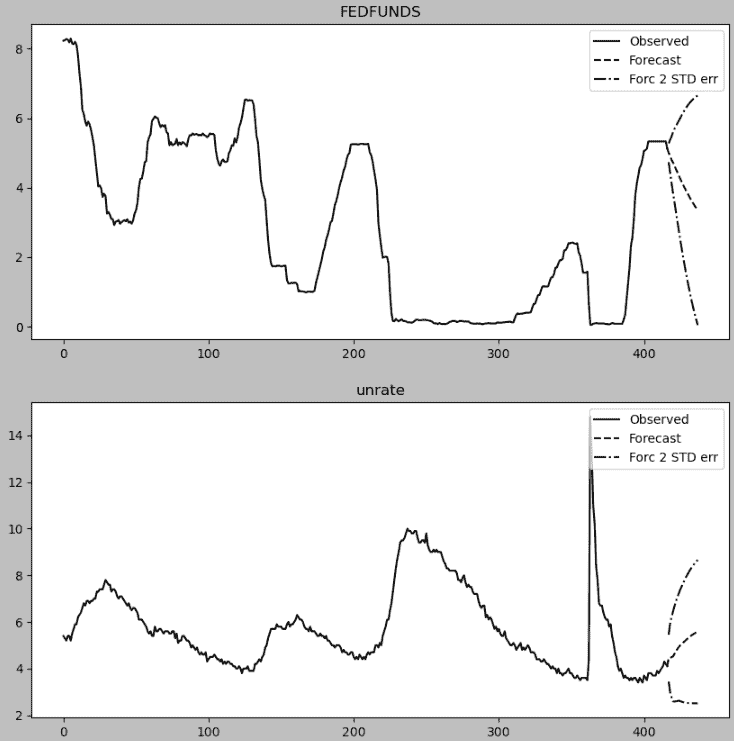 FEDFUNDS
8
6
4
2
0
Observed
Forecast
Forc 2 STD err
0 100 200 300 400
unrate
14
12
10
8
6
4
2
Observed
Forecast
Forc 2 STD err
0 100 200 300 400